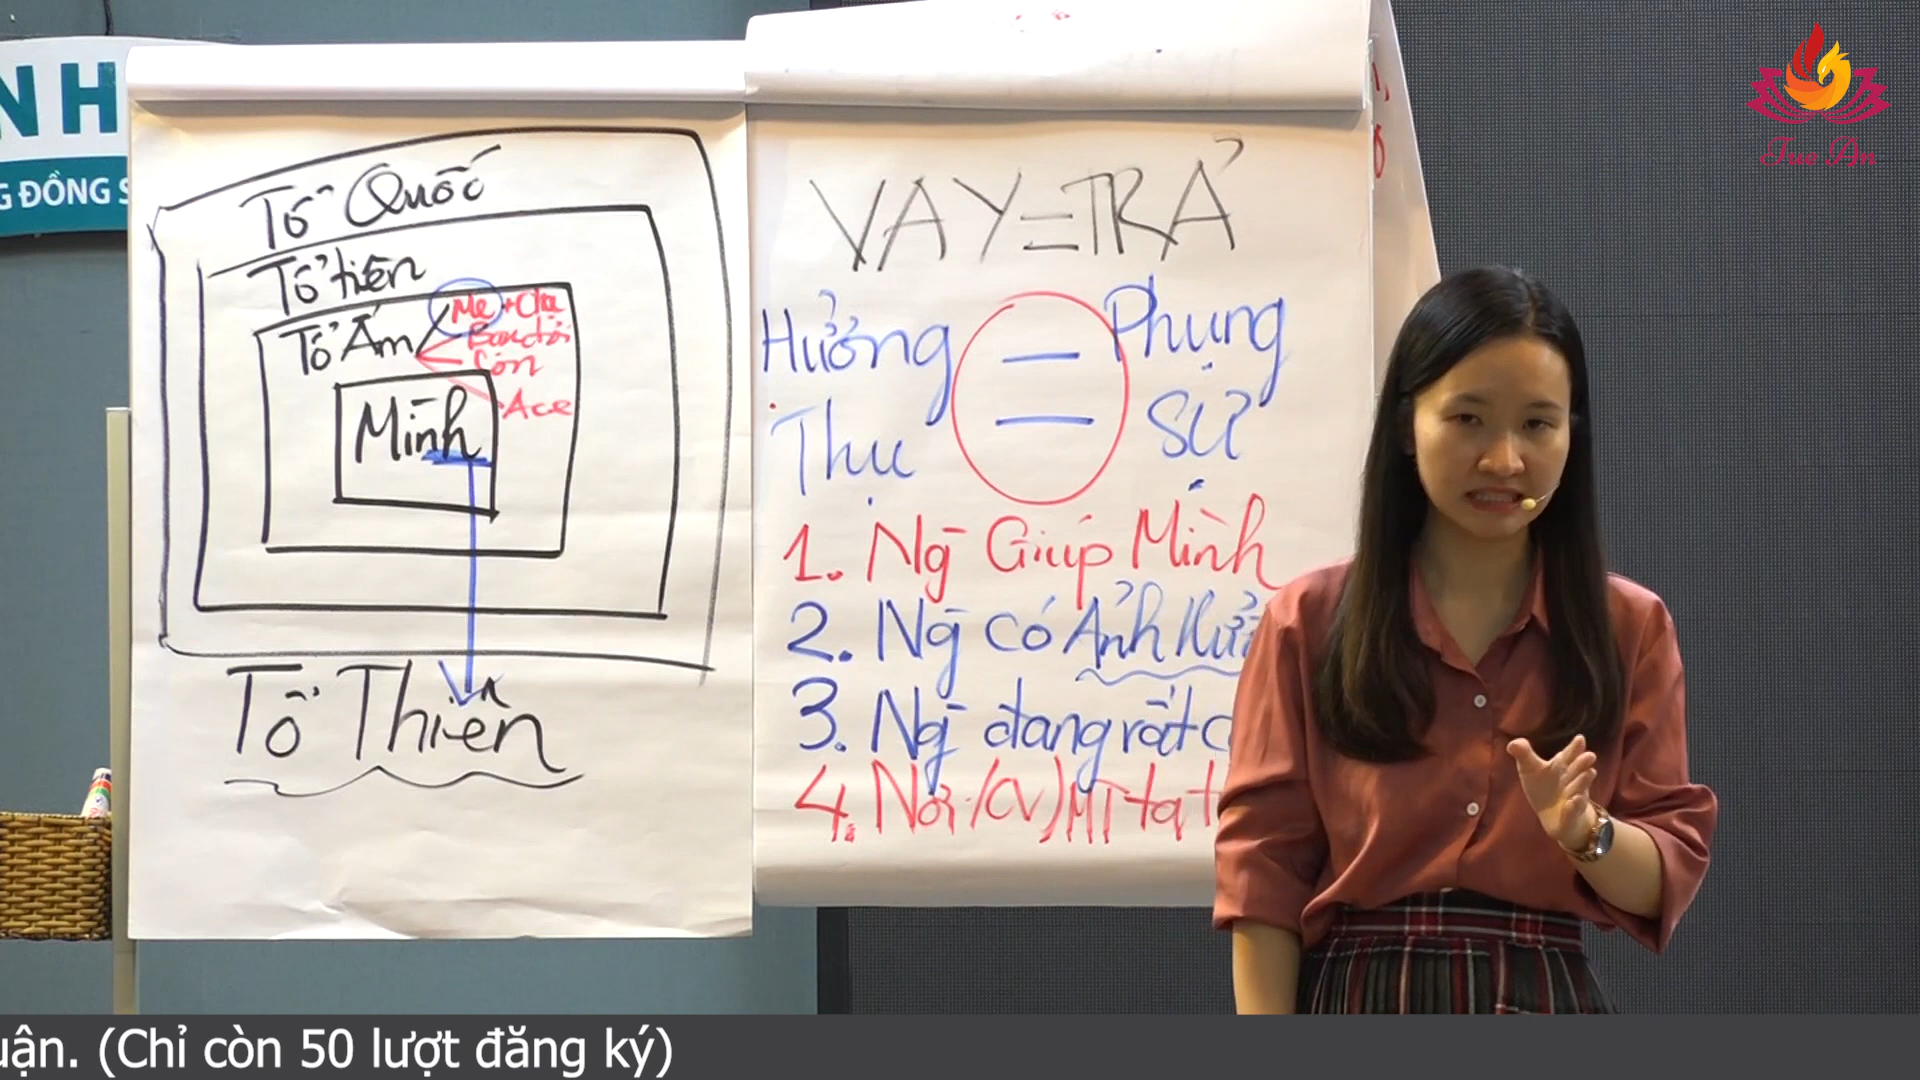 NH
G ĐỒNG S
Tổ Quốc
Tổ tiên
Tổ Ấm
Mẹ + Cha
Bạn đời
Con
Ace
Mình
Tổ Thiên
VAY=TRẢ
Hưởng = Phụng
Thụ Sự
1. Ng̀ Giúp Mình
2. Ng̀ có Ảnh Hưở
3. Ng̀ đang rất c
4. Nơi /(CV) MT ta t
Tue An
uận. (Chỉ còn 50 lượt đăng ký)